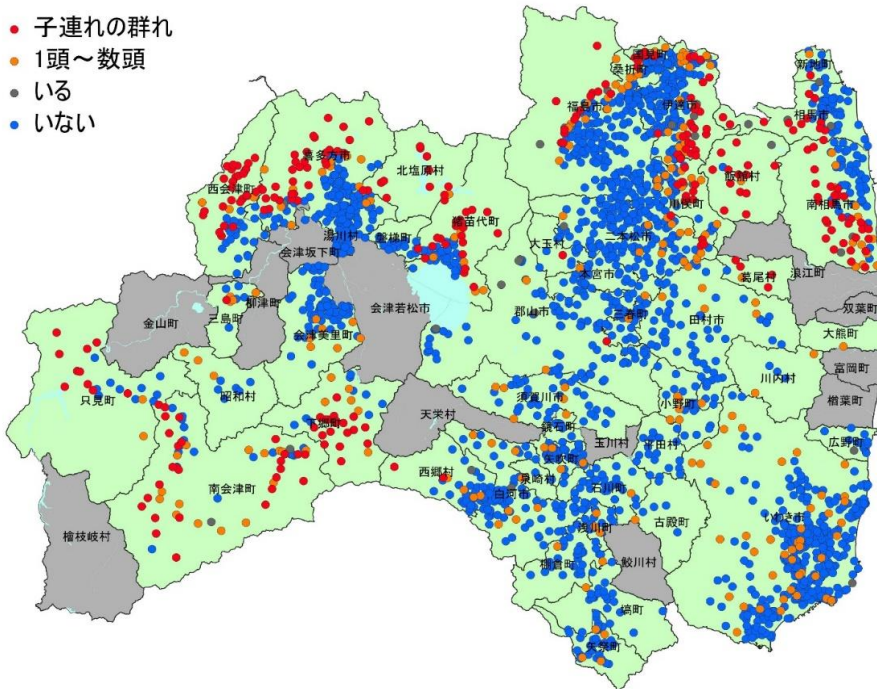 子連れの群れ
1頭～数頭
いる
いない
国見町
桑折町
新地町
福島市
伊達市
相馬市
喜多方市
北塩原村
西会津町
飯舘村
川俣町
南相馬市
猪苗代町
湯川村
磐梯町
大玉村
二本松市
会津坂下町
本宮市
葛尾村
浪江町
会津若松市
金山町
柳津町
三島町
郡山市
三春町
田村市
双葉町
大熊町
会津美里町
川内村
富岡町
只見町
昭和村
須賀川市
小野町
楢葉町
下郷町
天栄村
鏡石町
玉川村
平田村
広野町
矢吹町
西郷村
泉崎村
南会津町
白河市
石川町
浅川町
古殿町
いわき市
檜枝岐村
棚倉町
鮫川村
塙町
矢祭町